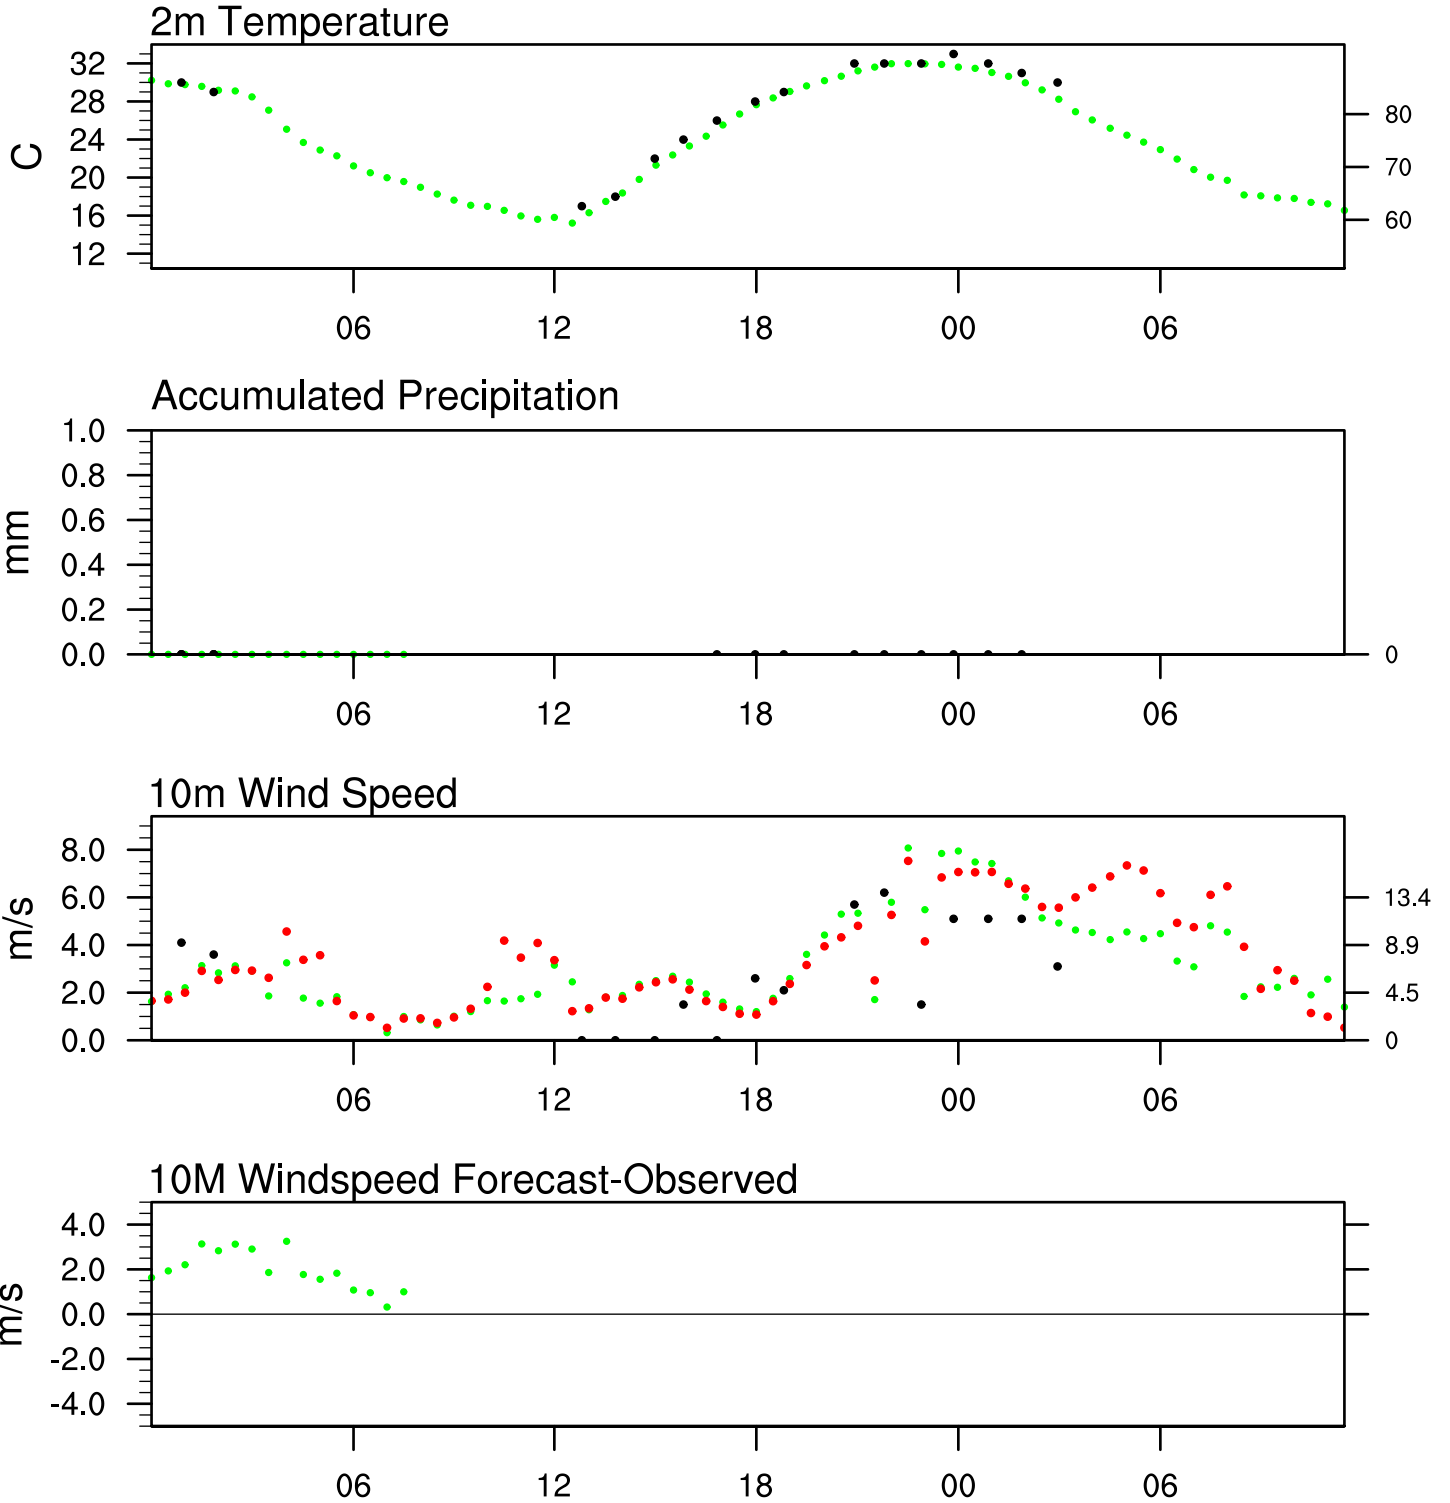 2m Temperature
C
32
28
24
20
16
12
80
70
60
06 12 18 00 06
Accumulated Precipitation
mm
1.0
0.8
0.6
0.4
0.2
0.0
0
06 12 18 00 06
10m Wind Speed
m/s
8.0
6.0
4.0
2.0
0.0
13.4
8.9
4.5
0
06 12 18 00 06
10M Windspeed Forecast-Observed
m/s
4.0
2.0
0.0
-2.0
-4.0
06 12 18 00 06